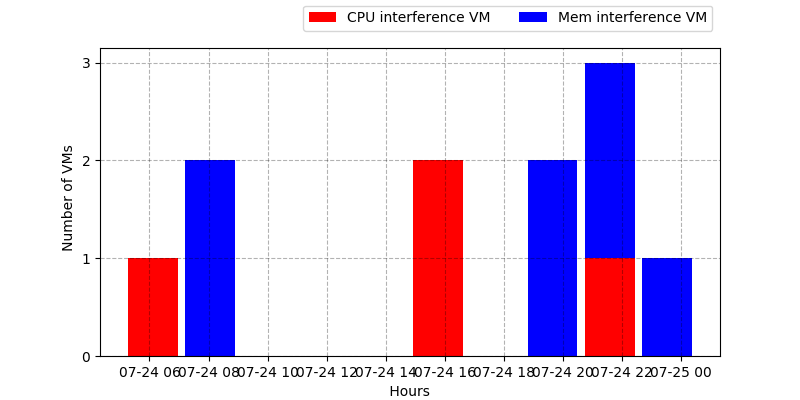 CPU interference VM Mem interference VM
3
2
1
0
Number of VMs
07-24 06 07-24 08 07-24 10 07-24 12 07-24 14 07-24 16 07-24 18 07-24 20 07-24 22 07-25 00
Hours